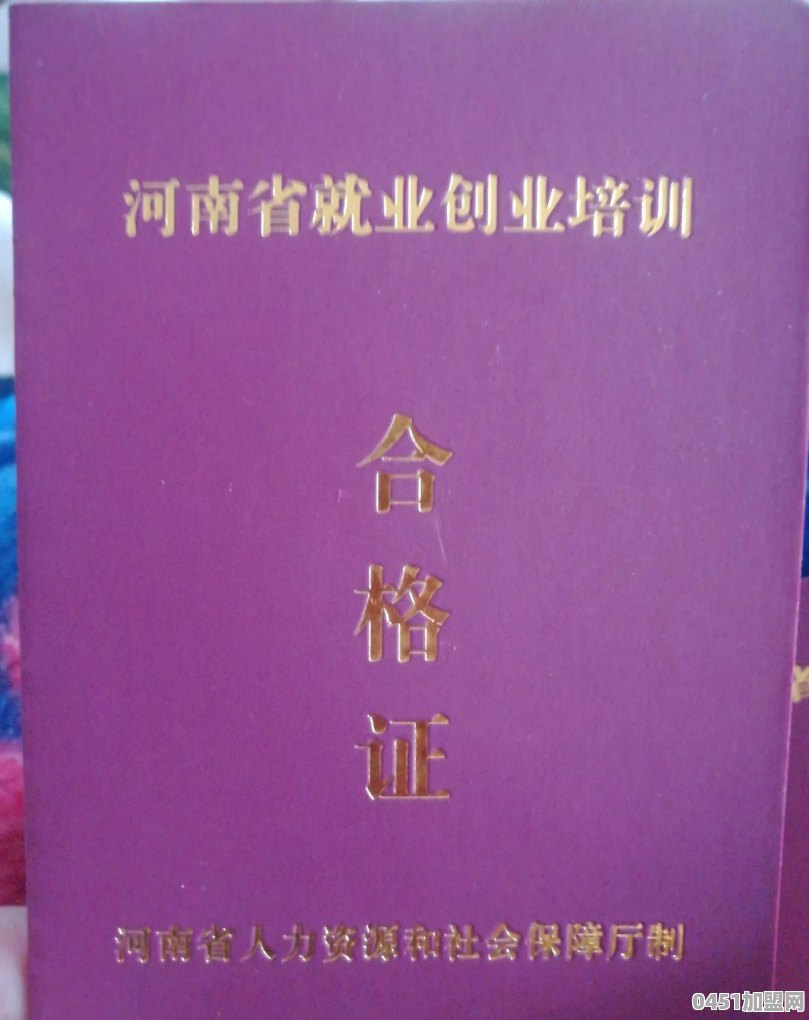 河南省就业创业培训
合
格
证
河南省人力资源和社会保障厅制
0451加盟网